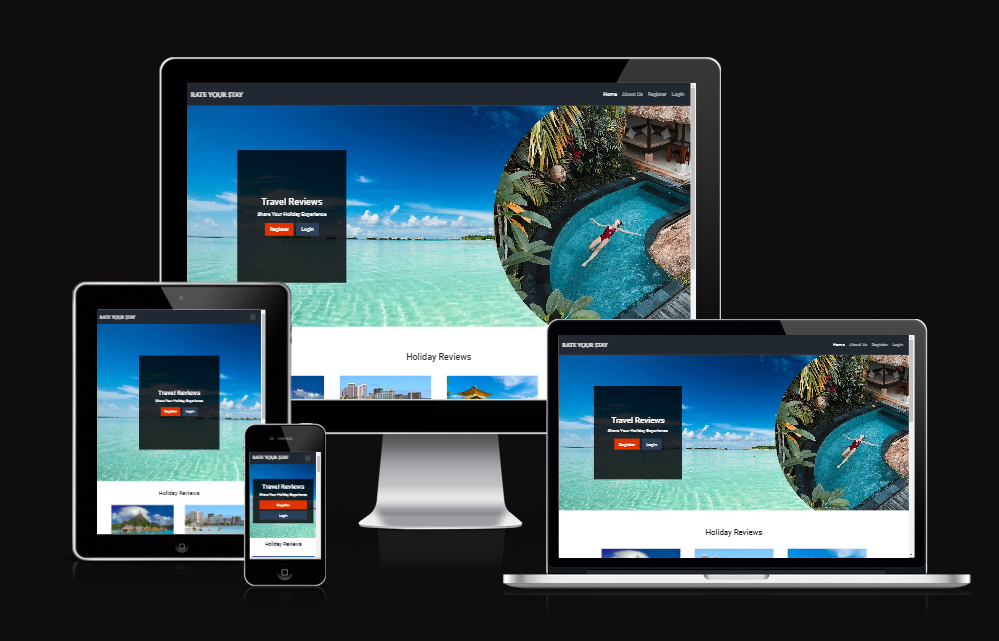 RATE YOUR STAY
Home About Us Register Login
Travel Reviews
Share Your Holiday Experience
Register Login
Holiday Reviews
RATE YOUR STAY
Travel Reviews
Share Your Holiday Experience
Register Login
Holiday Reviews
RATE YOUR STAY
Travel Reviews
Share Your Holiday Experience
Register
Login
Holiday Reviews
RATE YOUR STAY
Home About Us Register Login
Travel Reviews
Share Your Holiday Experience
Register Login
Holiday Reviews